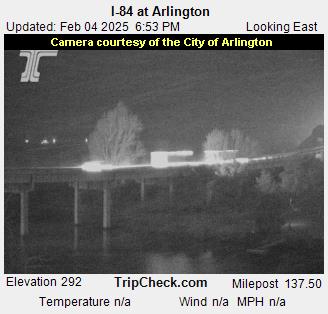 I-84 at Arlington
Updated: Feb 04 2025 6:53 PM Looking East
Camera courtesy of the City of Arlington
Elevation 292 TripCheck.com Milepost 137.50
Temperature n/a Wind n/a MPH n/a